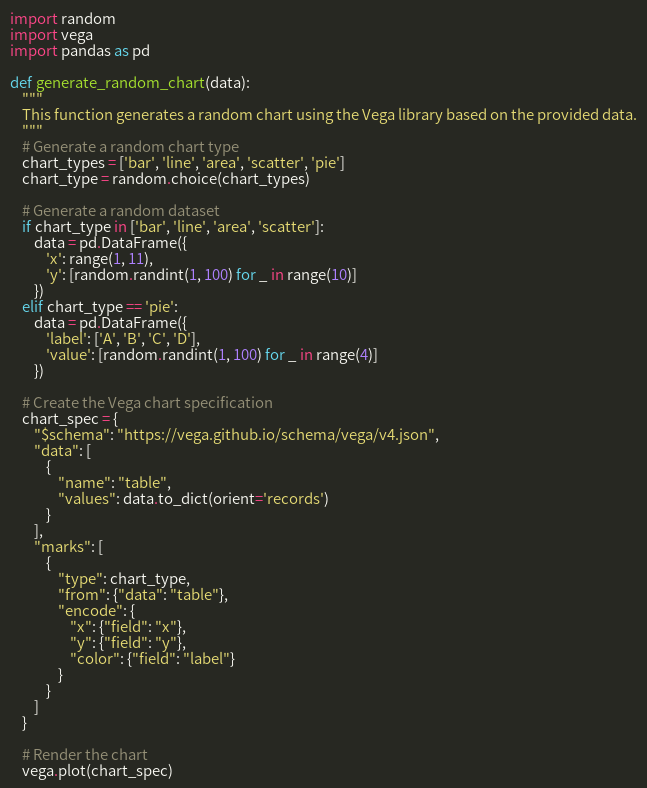 import random
import vega
import pandas as pd

def generate_random_chart(data):
    """
    This function generates a random chart using the Vega library based on the provided data.
    """
    # Generate a random chart type
    chart_types = ['bar', 'line', 'area', 'scatter', 'pie']
    chart_type = random.choice(chart_types)

    # Generate a random dataset
    if chart_type in ['bar', 'line', 'area', 'scatter']:
        data = pd.DataFrame({
            'x': range(1, 11),
            'y': [random.randint(1, 100) for _ in range(10)]
        })
    elif chart_type == 'pie':
        data = pd.DataFrame({
            'label': ['A', 'B', 'C', 'D'],
            'value': [random.randint(1, 100) for _ in range(4)]
        })

    # Create the Vega chart specification
    chart_spec = {
        "$schema": "https://vega.github.io/schema/vega/v4.json",
        "data": [
            {
                "name": "table",
                "values": data.to_dict(orient='records')
            }
        ],
        "marks": [
            {
                "type": chart_type,
                "from": {"data": "table"},
                "encode": {
                    "x": {"field": "x"},
                    "y": {"field": "y"},
                    "color": {"field": "label"}
                }
            }
        ]
    }

    # Render the chart
    vega.plot(chart_spec)